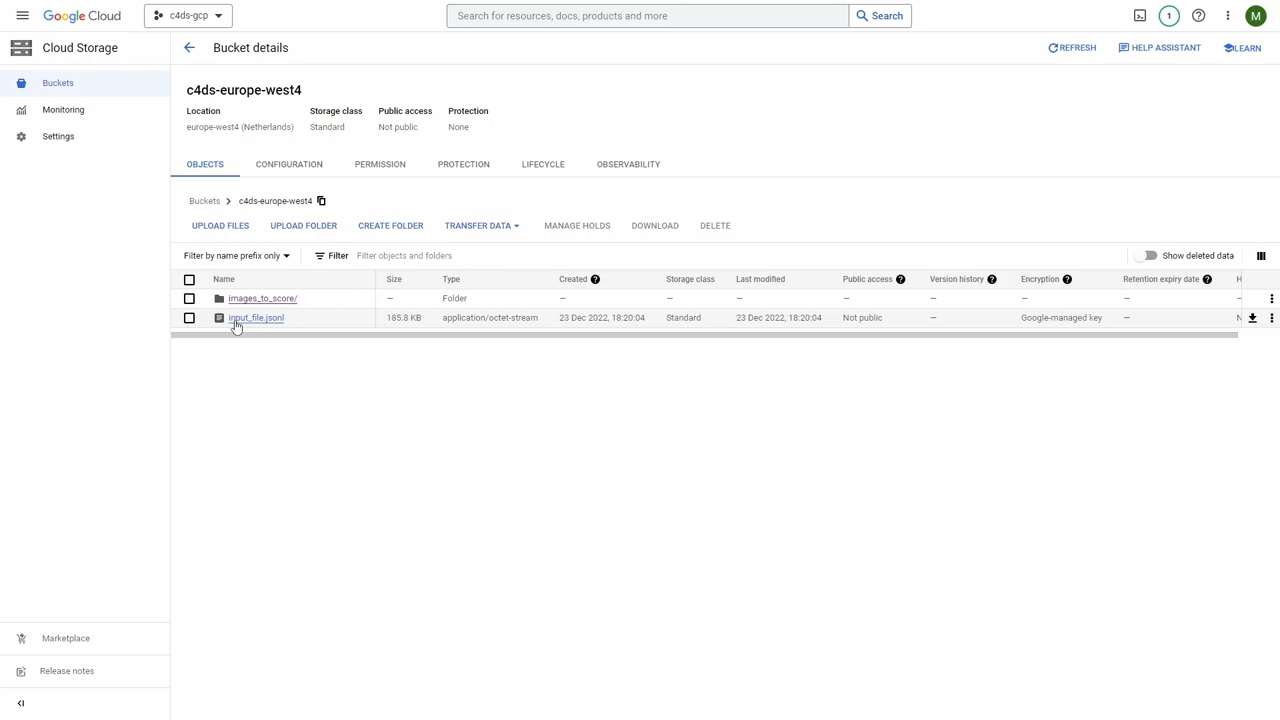 Google Cloud c4ds-gcp Search for resources, docs, products and more Search 1 M
Cloud Storage Bucket details REFRESH HELP ASSISTANT LEARN
Buckets
Monitoring
Settings
c4ds-europe-west4
Location Storage class Public access Protection
europe-west4 (Netherlands) Standard Not public None
OBJECTS CONFIGURATION PERMISSION PROTECTION LIFECYCLE OBSERVABILITY
Buckets > c4ds-europe-west4
UPLOAD FILES UPLOAD FOLDER CREATE FOLDER TRANSFER DATA MANAGE HOLDS DOWNLOAD DELETE
Filter by name prefix only Filter Filter objects and folders Show deleted data
Name Size Type Created Storage class Last modified Public access Version history Encryption Retention expiry date H
images_to_score/ — Folder — — — — — — — —
input_file.jsonl 185.8 KB application/octet-stream 23 Dec 2022, 18:20:04 Standard 23 Dec 2022, 18:20:04 Not public — Google-managed key — N
Marketplace
Release notes